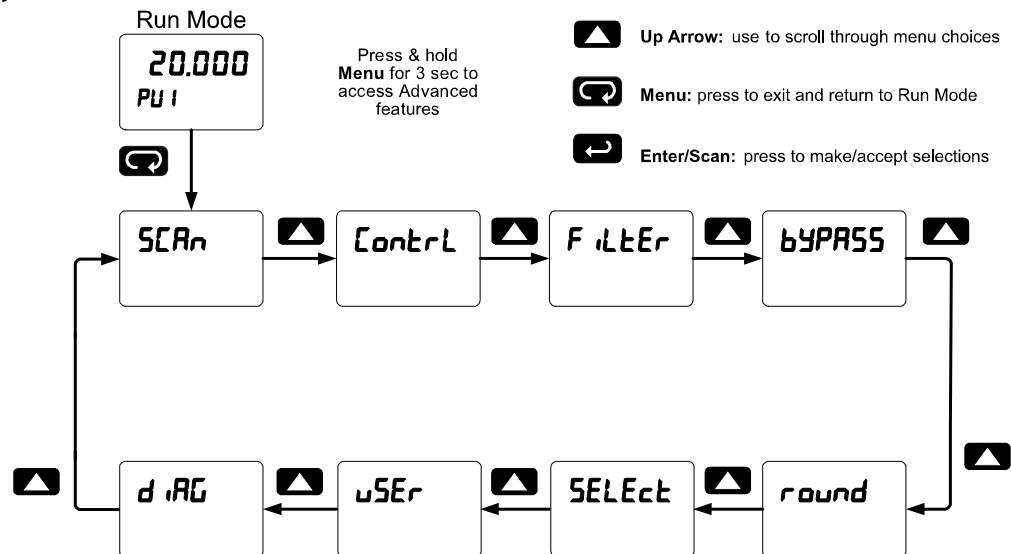 Run Mode
20.000
PU1
Press & hold
Menu for 3 sec to
access Advanced
features
Up Arrow: use to scroll through menu choices
Menu: press to exit and return to Run Mode
Enter/Scan: press to make/accept selections
SCAn
ContrL
FiLtEr
bYPASS
diAG
uSEr
SELEct
round